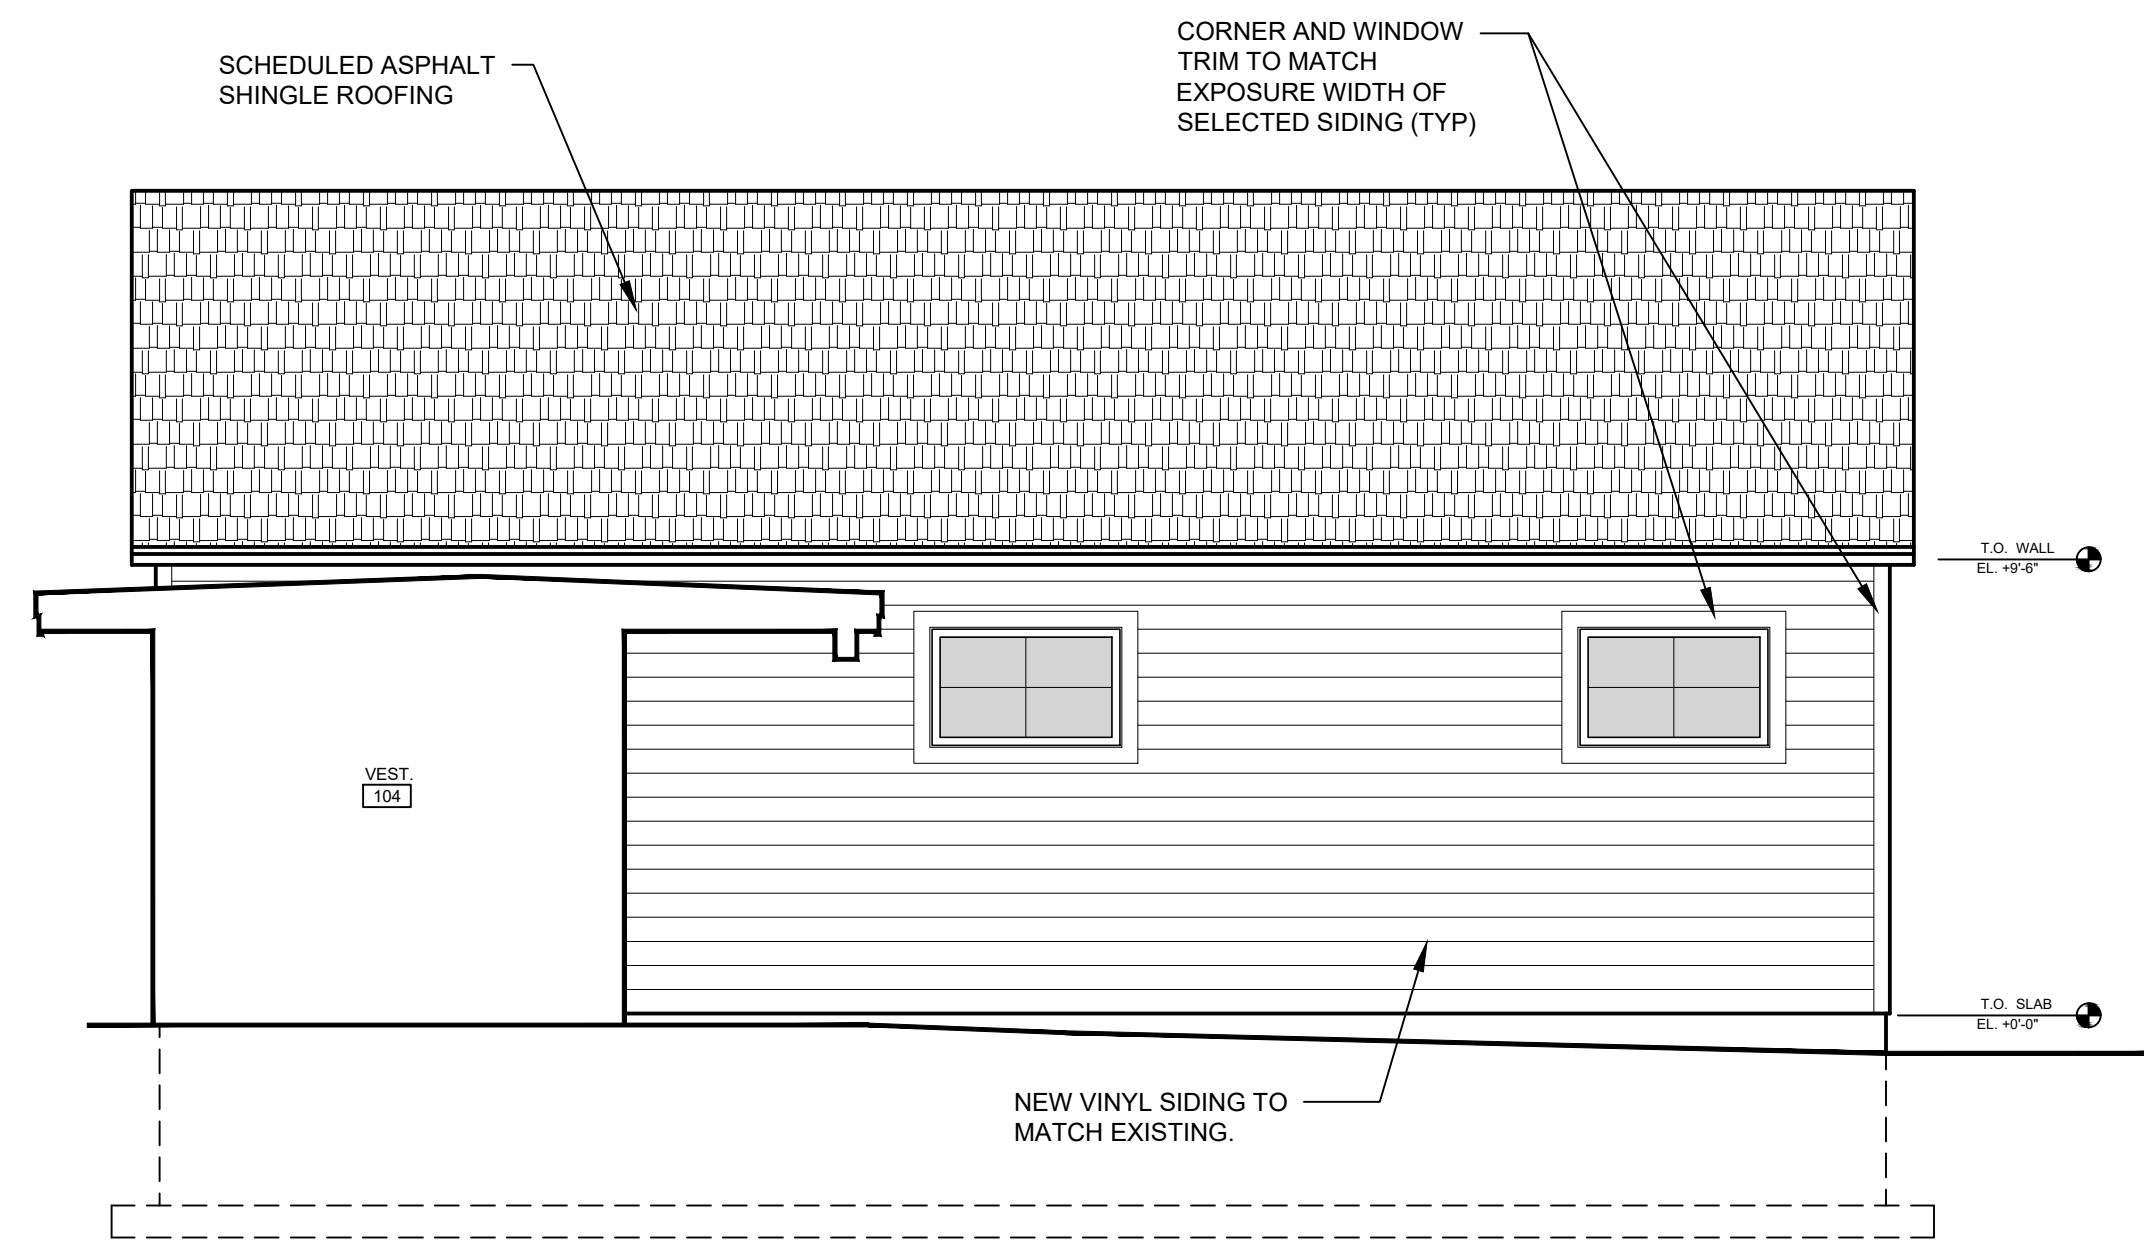 CORNER AND WINDOW
TRIM TO MATCH
EXPOSURE WIDTH OF
SELECTED SIDING (TYP)
SCHEDULED ASPHALT
SHINGLE ROOFING
T.O. WALL
EL. +9'-6"
VEST.
104
T.O. SLAB
EL. +0'-0"
NEW VINYL SIDING TO
MATCH EXISTING.